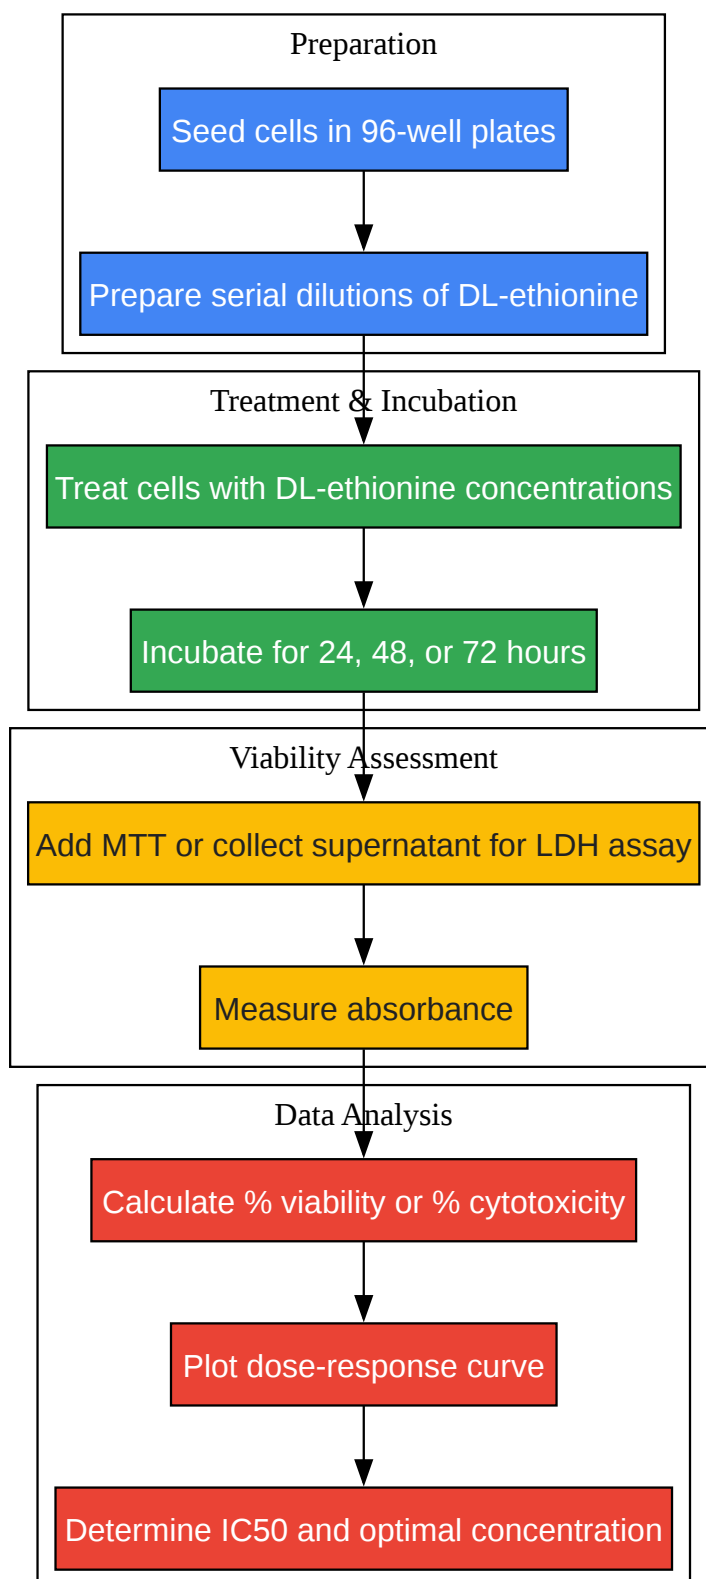 Preparation
Seed cells in 96-well plates
Prepare serial dilutions of DL-ethionine
Treatment & Incubation
Treat cells with DL-ethionine concentrations
Incubate for 24, 48, or 72 hours
Viability Assessment
Add MTT or collect supernatant for LDH assay
Measure absorbance
Data Analysis
Calculate % viability or % cytotoxicity
Plot dose-response curve
Determine IC50 and optimal concentration